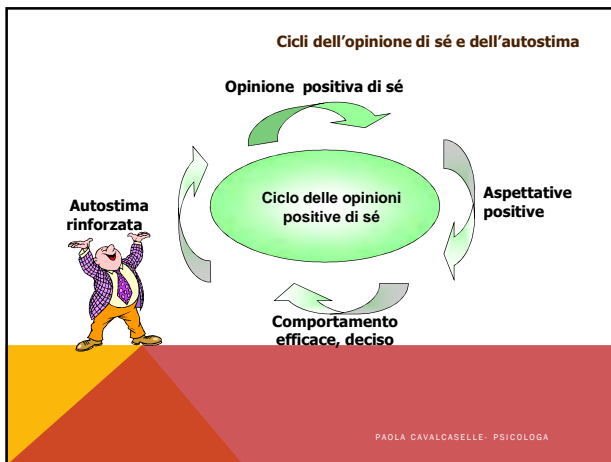 Cicli dell'opinione di sé e dell'autostima
Opinione positiva di sé
Ciclo delle opinioni
positive di sé
Aspettative
positive
Autostima
rinforzata
Comportamento
efficace, deciso
PAOLA CAVALCASELLE- PSICOLOGA